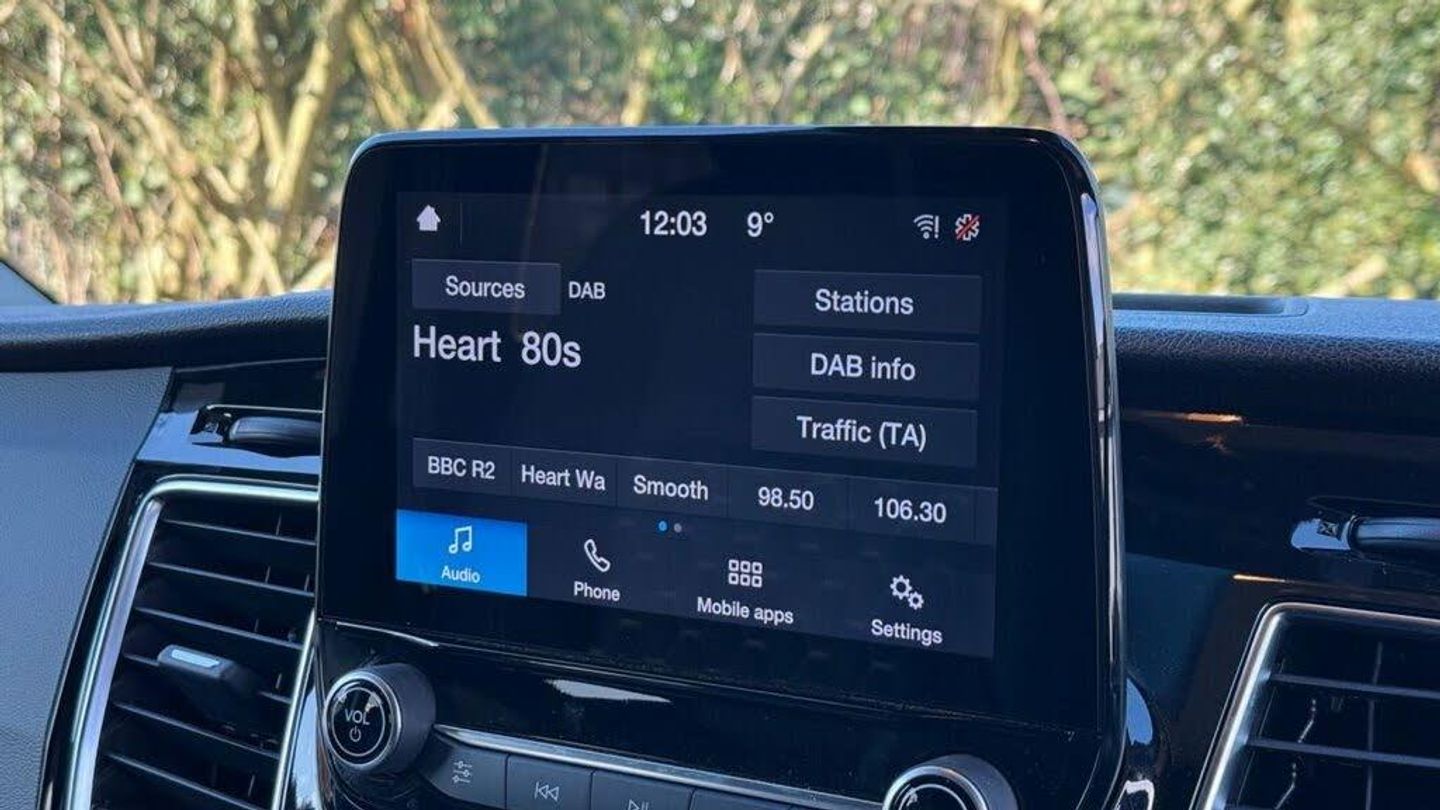 12:03 9°
Sources DAB
Stations
Heart 80s
DAB info
Traffic (TA)
BBC R2 Heart Wa Smooth 98.50 106.30
Audio Phone Mobile apps Settings
VOL